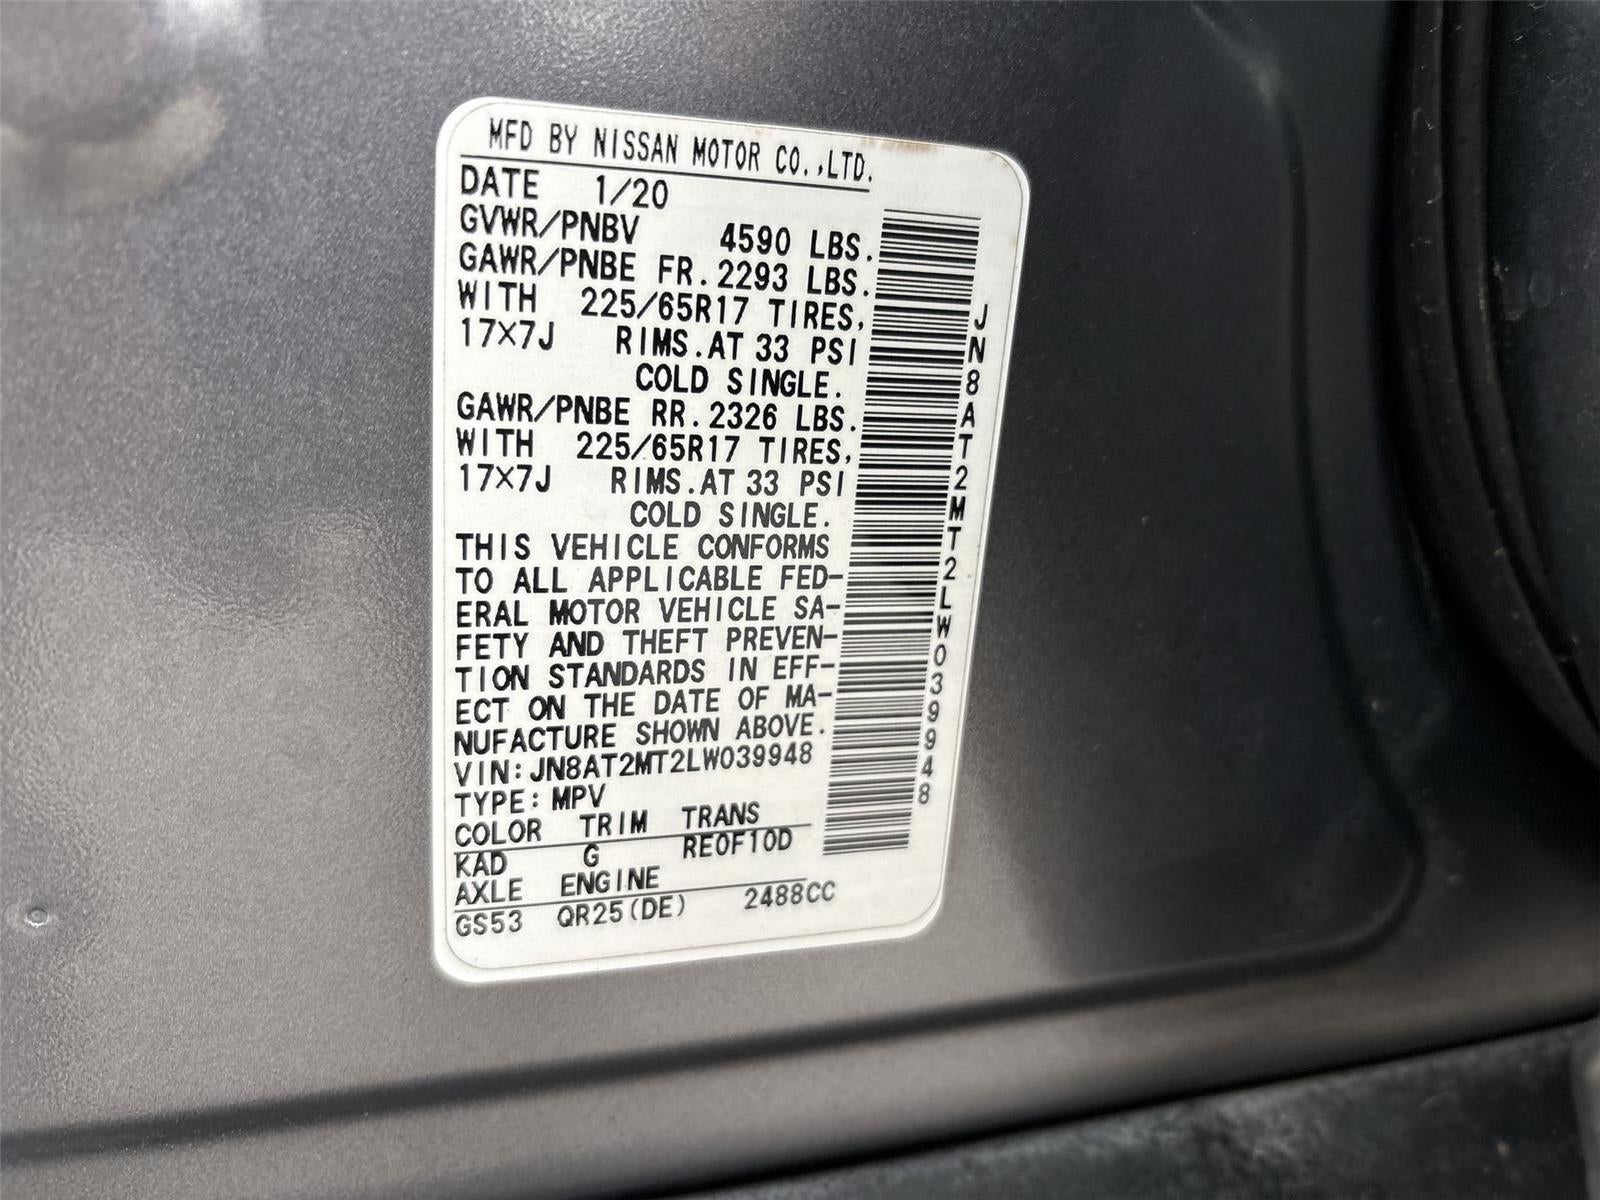 MFD BY NISSAN MOTOR CO.,LTD.
DATE 1/20
GVWR/PNBV 4590 LBS.
GAWR/PNBE FR.2293 LBS.
WITH 225/65R17 TIRES,
17X7J RIMS.AT 33 PSI
COLD SINGLE.
GAWR/PNBE RR.2326 LBS.
WITH 225/65R17 TIRES,
17X7J RIMS.AT 33 PSI
COLD SINGLE.
THIS VEHICLE CONFORMS
TO ALL APPLICABLE FED-
ERAL MOTOR VEHICLE SA-
FETY AND THEFT PREVEN-
TION STANDARDS IN EFF-
ECT ON THE DATE OF MA-
NUFACTURE SHOWN ABOVE.
VIN:JN8AT2MT2LW039948
TYPE:MPV
COLOR TRIM TRANS
KAD G RE0F10D
AXLE ENGINE
GS53 QR25(DE) 2488CC
JN8AT2MT2LW039948